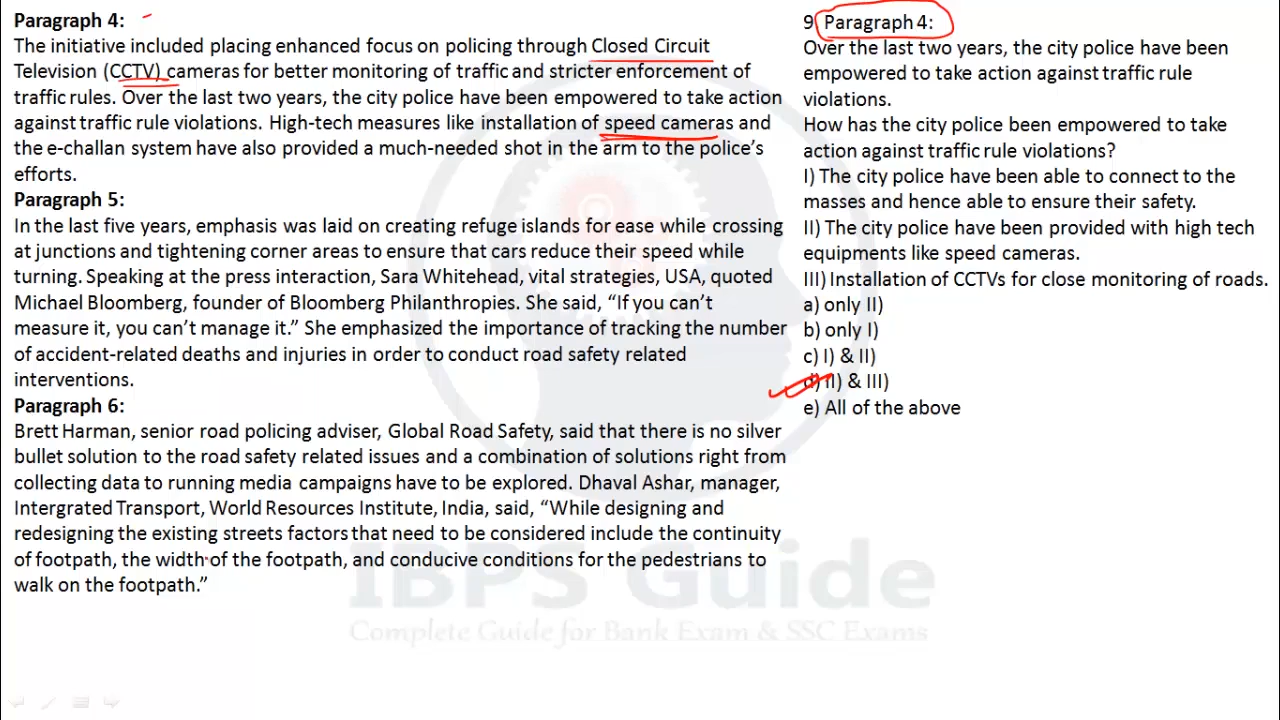 Paragraph 4:
The initiative included placing enhanced focus on policing through Closed Circuit
Television (CCTV) cameras for better monitoring of traffic and stricter enforcement of
traffic rules. Over the last two years, the city police have been empowered to take action
against traffic rule violations. High-tech measures like installation of speed cameras and
the e-challan system have also provided a much-needed shot in the arm to the police's
efforts.
Paragraph 5:
In the last five years, emphasis was laid on creating refuge islands for ease while crossing
at junctions and tightening corner areas to ensure that cars reduce their speed while
turning. Speaking at the press interaction, Sara Whitehead, vital strategies, USA, quoted
Michael Bloomberg, founder of Bloomberg Philanthropies. She said, “If you can't
measure it, you can't manage it.” She emphasized the importance of tracking the number
of accident-related deaths and injuries in order to conduct road safety related
interventions.
Paragraph 6:
Brett Harman, senior road policing adviser, Global Road Safety, said that there is no silver
bullet solution to the road safety related issues and a combination of solutions right from
collecting data to running media campaigns have to be explored. Dhaval Ashar, manager,
Intergrated Transport, World Resources Institute, India, said, “While designing and
redesigning the existing streets factors that need to be considered include the continuity
of footpath, the width of the footpath, and conducive conditions for the pedestrians to
walk on the footpath.”
9 Paragraph 4:
Over the last two years, the city police have been
empowered to take action against traffic rule
violations.
How has the city police been empowered to take
action against traffic rule violations?
I) The city police have been able to connect to the
masses and hence able to ensure their safety.
II) The city police have been provided with high tech
equipments like speed cameras.
III) Installation of CCTVs for close monitoring of roads.
a) only II)
b) only I)
c) I) & II)
d) II) & III)
e) All of the above
IBPS Guide
Complete Guide for Bank Exam & SSC Exams